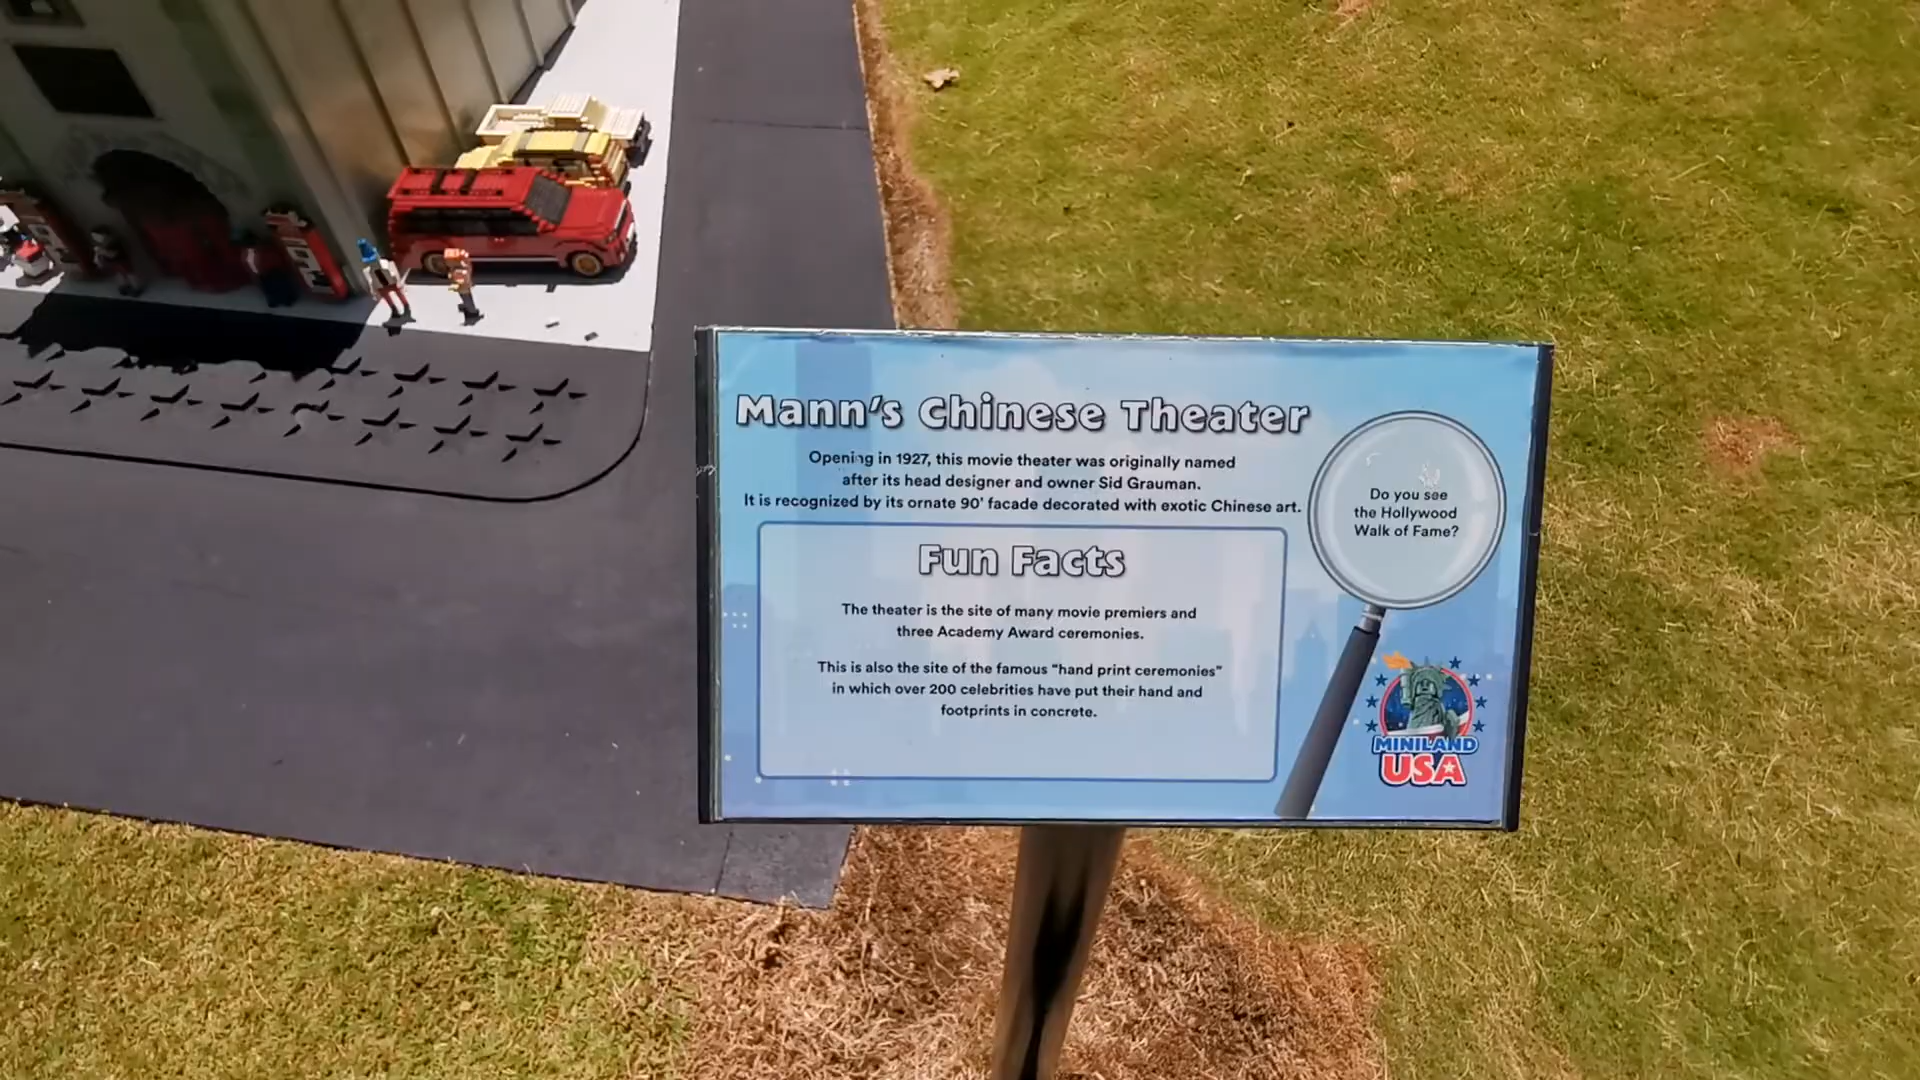 Mann's Chinese Theater
Opening in 1927, this movie theater was originally named
after its head designer and owner Sid Grauman.
It is recognized by its ornate 90' facade decorated with exotic Chinese art.
Do you see
the Hollywood
Walk of Fame?
Fun Facts
The theater is the site of many movie premiers and
three Academy Award ceremonies.
This is also the site of the famous "hand print ceremonies"
in which over 200 celebrities have put their hand and
footprints in concrete.
MINILAND
USA